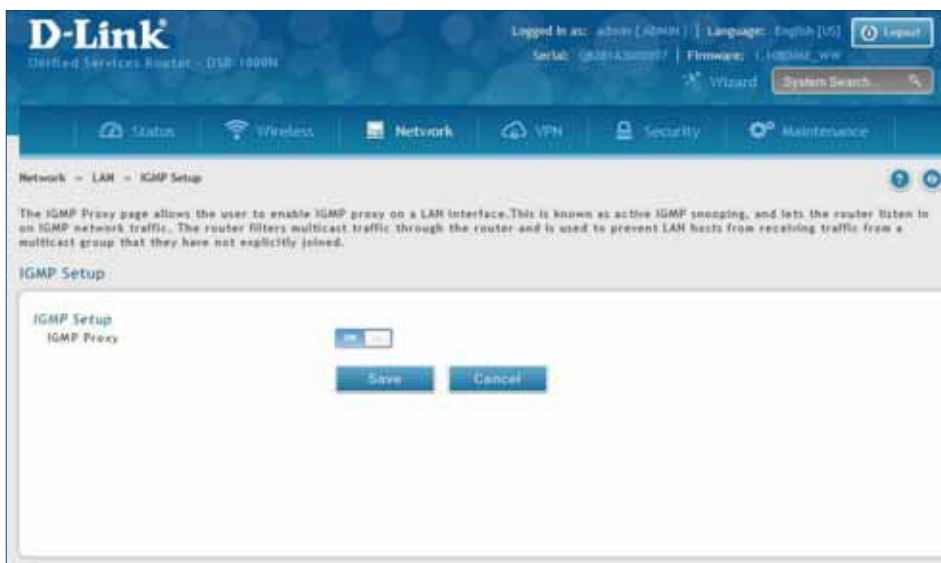 D-Link
Unified Services Router - DSR-1000N
Logged in as: admin [ADMIN] | Language: English [US]
Logout
Serial: | Firmware:
Wizard
System Search
Status
Wireless
Network
VPN
Security
Maintenance
Network » LAN » IGMP Setup
The IGMP Proxy page allows the user to enable IGMP proxy on a LAN interface.This is known as active IGMP snooping, and lets the router listen in
on IGMP network traffic. The router filters multicast traffic through the router and is used to prevent LAN hosts from receiving traffic from a
multicast group that they have not explicitly joined.
IGMP Setup
IGMP Setup
IGMP Proxy
ON
Save
Cancel